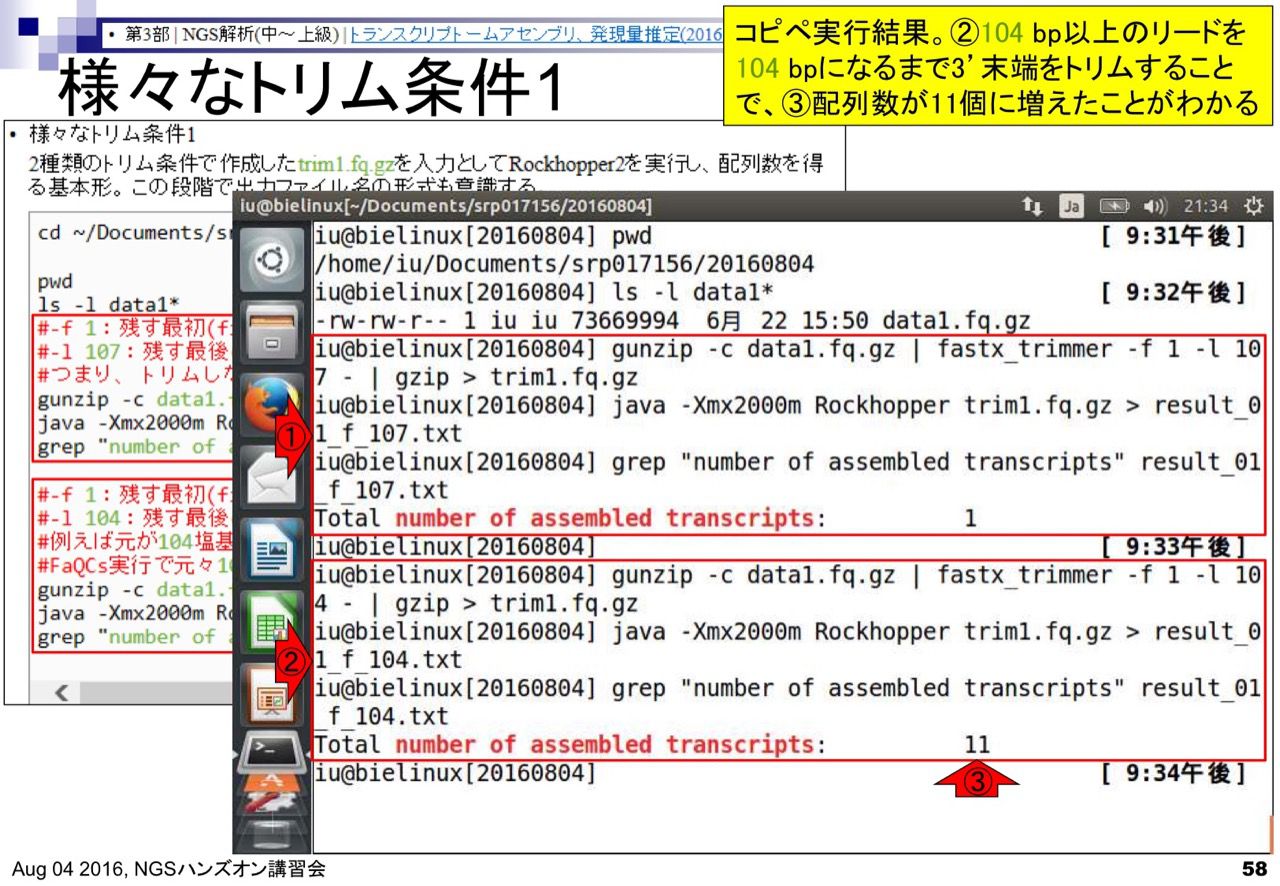 • 第3部 | NGS解析(中～上級) | トランスクリプトームアセンブリ、発現量推定(2016
コピペ実行結果。②104 bp以上のリードを
104 bpになるまで3’末端をトリムすること
で、③配列数が11個に増えたことがわかる
様々なトリム条件1
• 様々なトリム条件1
2種類のトリム条件で作成したtrim1.fq.gzを入力としてRockhopper2を実行し、配列数を得
る基本形。この段階で出力ファイル名の形式も意識する
cd ~/Documents/sr
pwd
ls -l data1*
#-f 1：残す最初(f
#-l 107：残す最後
#つまり、トリムしな
gunzip -c data1.
java -Xmx2000m Ro
grep "number of a
#-f 1：残す最初(f
#-l 104：残す最後
#例えば元が104塩基
#FaQCs実行で元々1
gunzip -c data1.
java -Xmx2000m Ro
grep "number of a
iu@bielinux[~/Documents/srp017156/20160804]
Ja
21:34
iu@bielinux[20160804] pwd [ 9:31午後]
/home/iu/Documents/srp017156/20160804
iu@bielinux[20160804] ls -l data1* [ 9:32午後]
-rw-rw-r-- 1 iu iu 73669994 6月 22 15:50 data1.fq.gz
iu@bielinux[20160804] gunzip -c data1.fq.gz | fastx_trimmer -f 1 -l 10
7 - | gzip > trim1.fq.gz
iu@bielinux[20160804] java -Xmx2000m Rockhopper trim1.fq.gz > result_0
①
1_f_107.txt
iu@bielinux[20160804] grep "number of assembled transcripts" result_01
_f_107.txt
Total number of assembled transcripts: 1
iu@bielinux[20160804] [ 9:33午後]
iu@bielinux[20160804] gunzip -c data1.fq.gz | fastx_trimmer -f 1 -l 10
4 - | gzip > trim1.fq.gz
iu@bielinux[20160804] java -Xmx2000m Rockhopper trim1.fq.gz > result_0
②
1_f_104.txt
iu@bielinux[20160804] grep "number of assembled transcripts" result_01
_f_104.txt
Total number of assembled transcripts: 11
iu@bielinux[20160804] [ 9:34午後]
③
Aug 04 2016, NGSハンズオン講習会
58